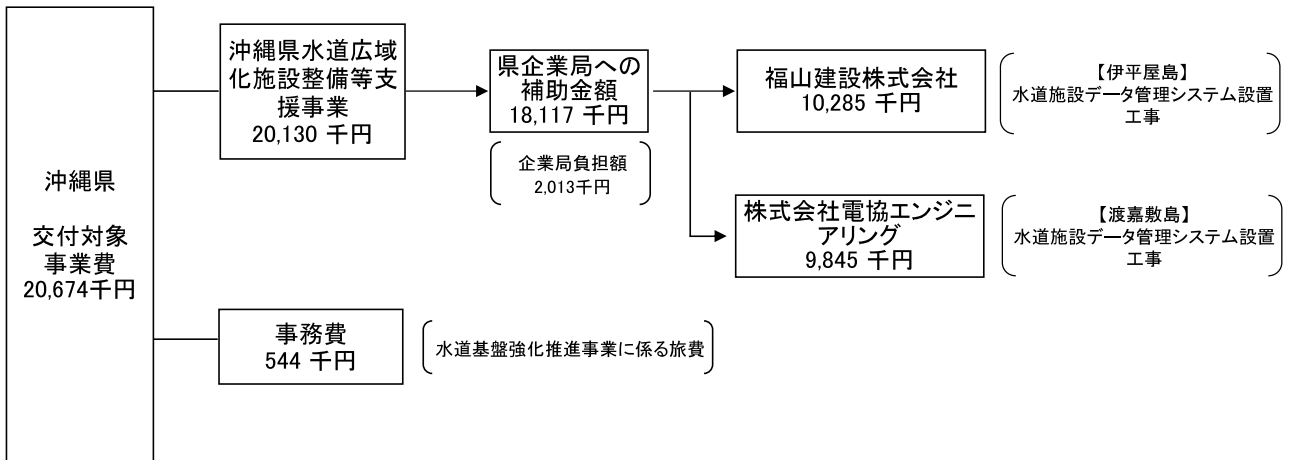 沖縄県
交付対象
事業費
20,674千円
沖縄県水道広域
化施設整備等支
援事業
20,130 千円
県企業局への
補助金額
18,117 千円
企業局負担額
2,013千円
福山建設株式会社
10,285 千円
【伊平屋島】
水道施設データ管理システム設置
工事
株式会社電協エンジニ
アリング
9,845 千円
【渡嘉敷島】
水道施設データ管理システム設置
工事
事務費
544 千円
水道基盤強化推進事業に係る旅費